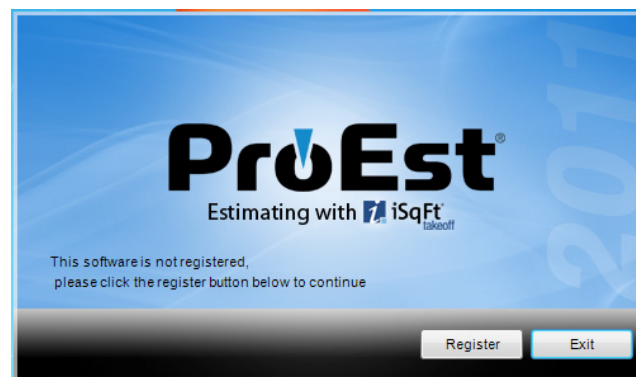 2011
ProEst®
Estimating with iSqFt
takeoff
This software is not registered,
please click the register button below to continue
Register Exit